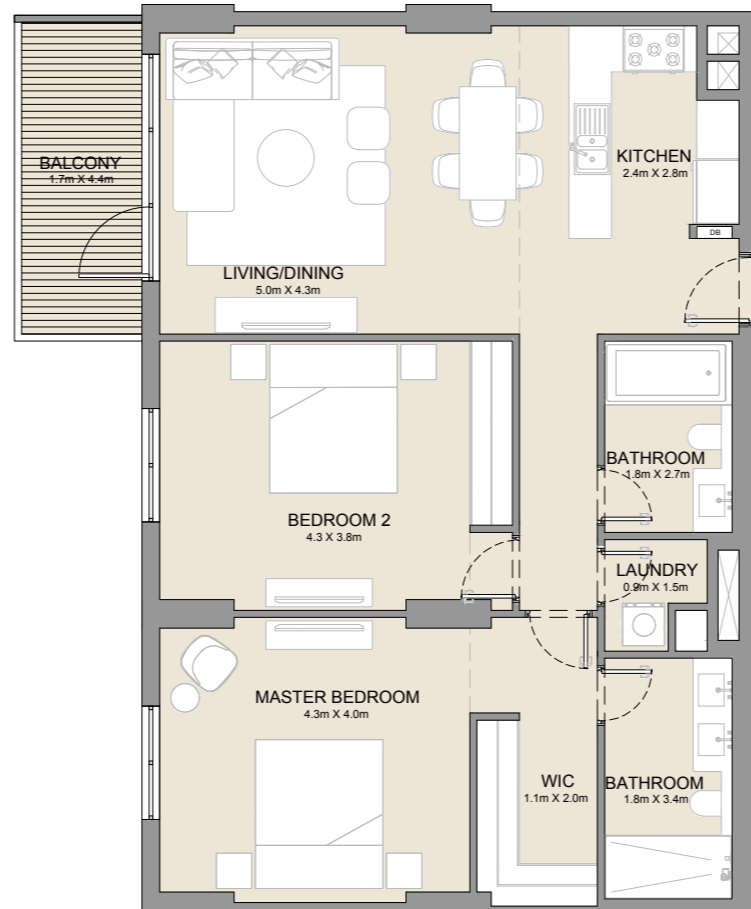 BALCONY
1.7m X 4.4m
KITCHEN
2.4m X 2.8m
DB
LIVING/DINING
5.0m X 4.3m
BATHROOM
1.8m X 2.7m
BEDROOM 2
4.3 X 3.8m
LAUNDRY
0.9m X 1.5m
MASTER BEDROOM
4.3m X 4.0m
WIC
1.1m X 2.0m
BATHROOM
1.8m X 3.4m